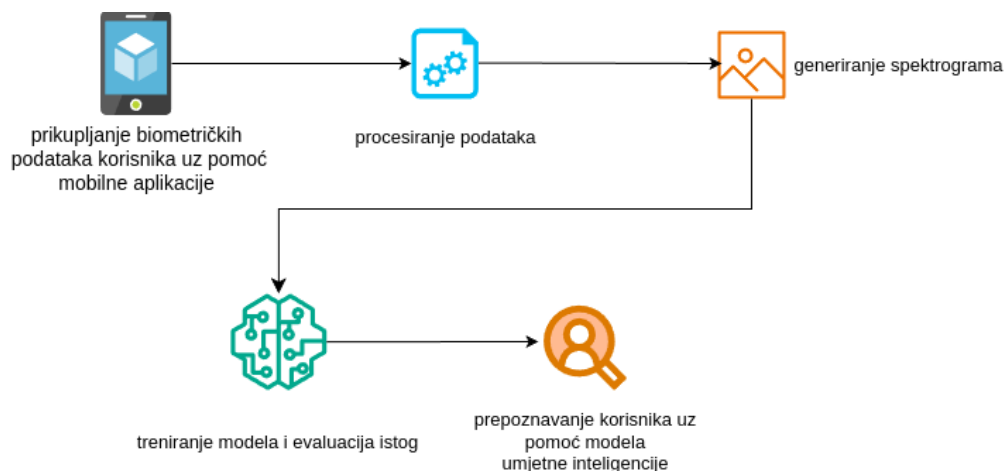 prikupljanje biometričkih
podataka korisnika uz pomoć
mobilne aplikacije
procesiranje podataka
generiranje spektrograma
treniranje modela i evaluacija istog
prepoznavanje korisnika uz
pomoć modela
umjetne inteligencije